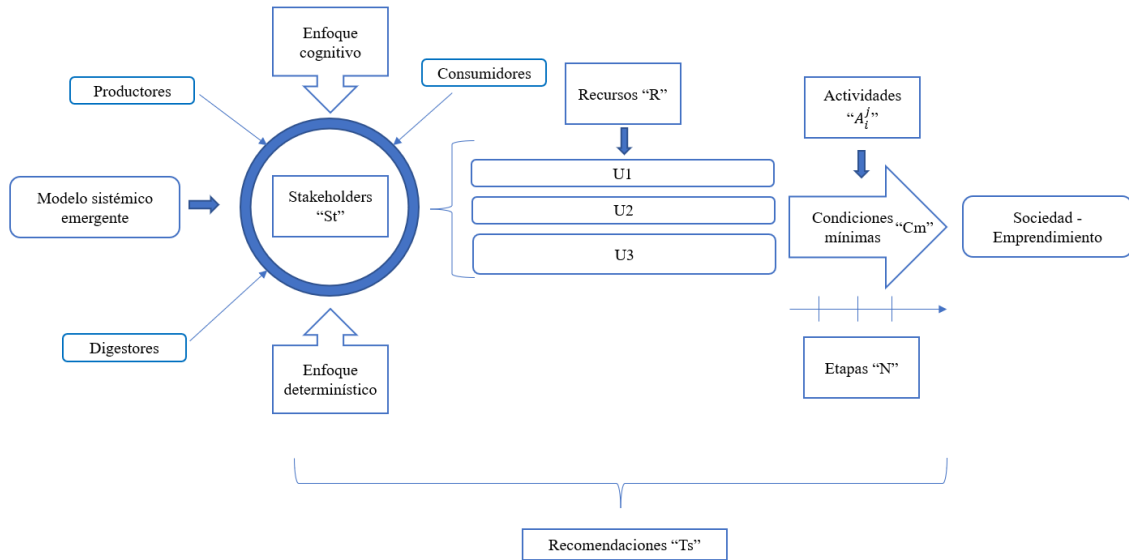 Enfoque
cognitivo
Productores
Consumidores
Recursos “R”
Actividades
“$A_i^j$”
Modelo sistémico
emergente
Stakeholders
“St”
U1
U2
U3
Condiciones
mínimas
“Cm”
Sociedad -
Emprendimiento
Digestores
Enfoque
determinístico
Etapas “N”
Recomendaciones “Ts”